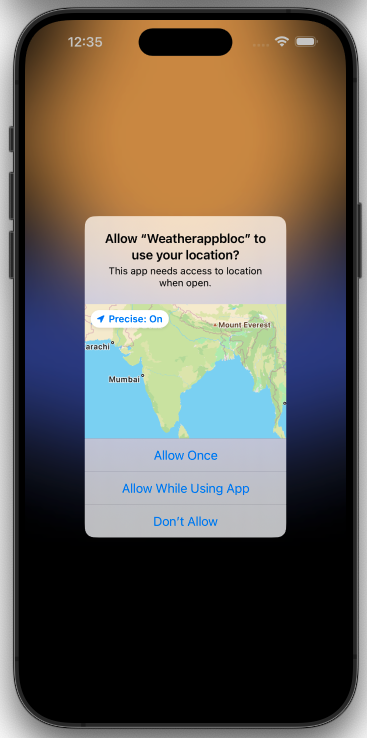 12:35
Allow “Weatherappbloc” to
use your location?
This app needs access to location
when open.
Precise: On
Mount Everest
arachi
Mumbai
Allow Once
Allow While Using App
Don’t Allow